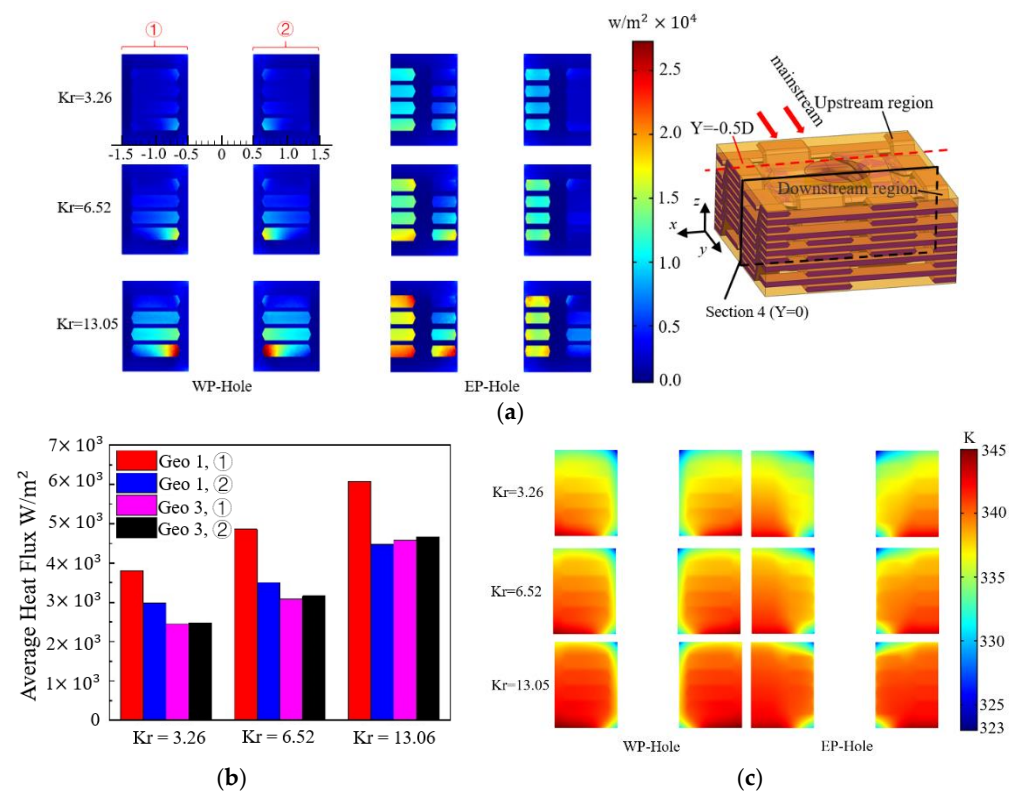 ① ②
w/m² × 10⁴
Kr=3.26
-1.5 -1.0 -0.5 0 0.5 1.0 1.5
Kr=6.52
Kr=13.05
WP-Hole EP-Hole
2.5
2.0
1.5
1.0
0.5
0.0
mainstream
Upstream region
Y=-0.5D
Downstream region
z
x
y
Section 4 (Y=0)
(a)
Average Heat Flux W/m²
7× 10³
6× 10³
5× 10³
4× 10³
3× 10³
2× 10³
1× 10³
0
Geo 1, ①
Geo 1, ②
Geo 3, ①
Geo 3, ②
Kr = 3.26 Kr = 6.52 Kr = 13.06
(b)
K
Kr=3.26
Kr=6.52
Kr=13.05
345
340
335
330
325
323
WP-Hole EP-Hole
(c)